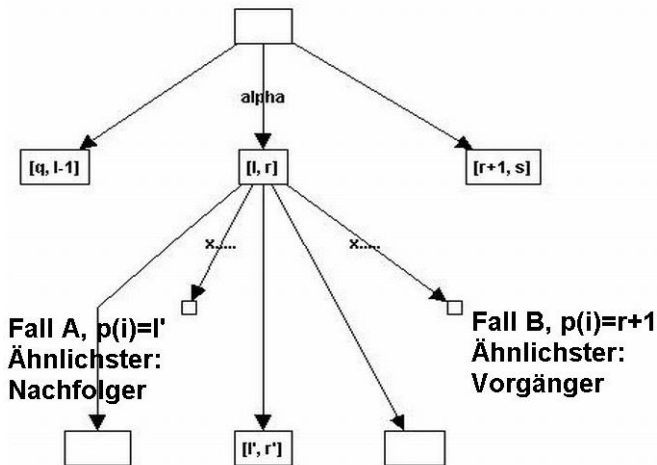 alpha
[q, l-1]
[l, r]
[r+1, s]
x.....
x.....
Fall A, p(i)=l'
Ähnlichster:
Nachfolger
Fall B, p(i)=r+1
Ähnlichster:
Vorgänger
[l', r']